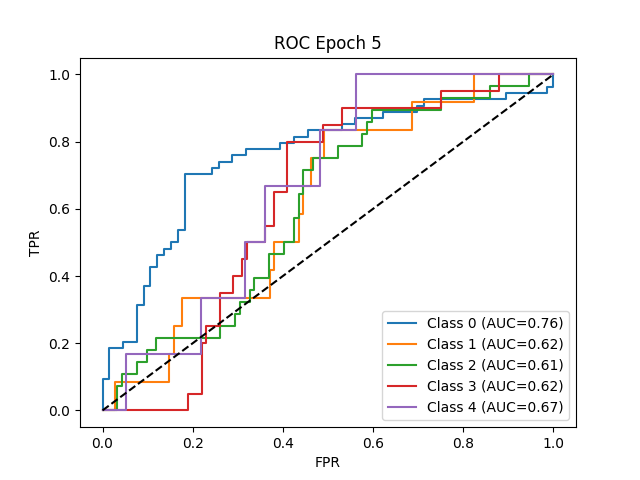 ROC Epoch 5
TPR
1.0
0.8
0.6
0.4
0.2
0.0
Class 0 (AUC=0.76)
Class 1 (AUC=0.62)
Class 2 (AUC=0.61)
Class 3 (AUC=0.62)
Class 4 (AUC=0.67)
0.0 0.2 0.4 0.6 0.8 1.0
FPR